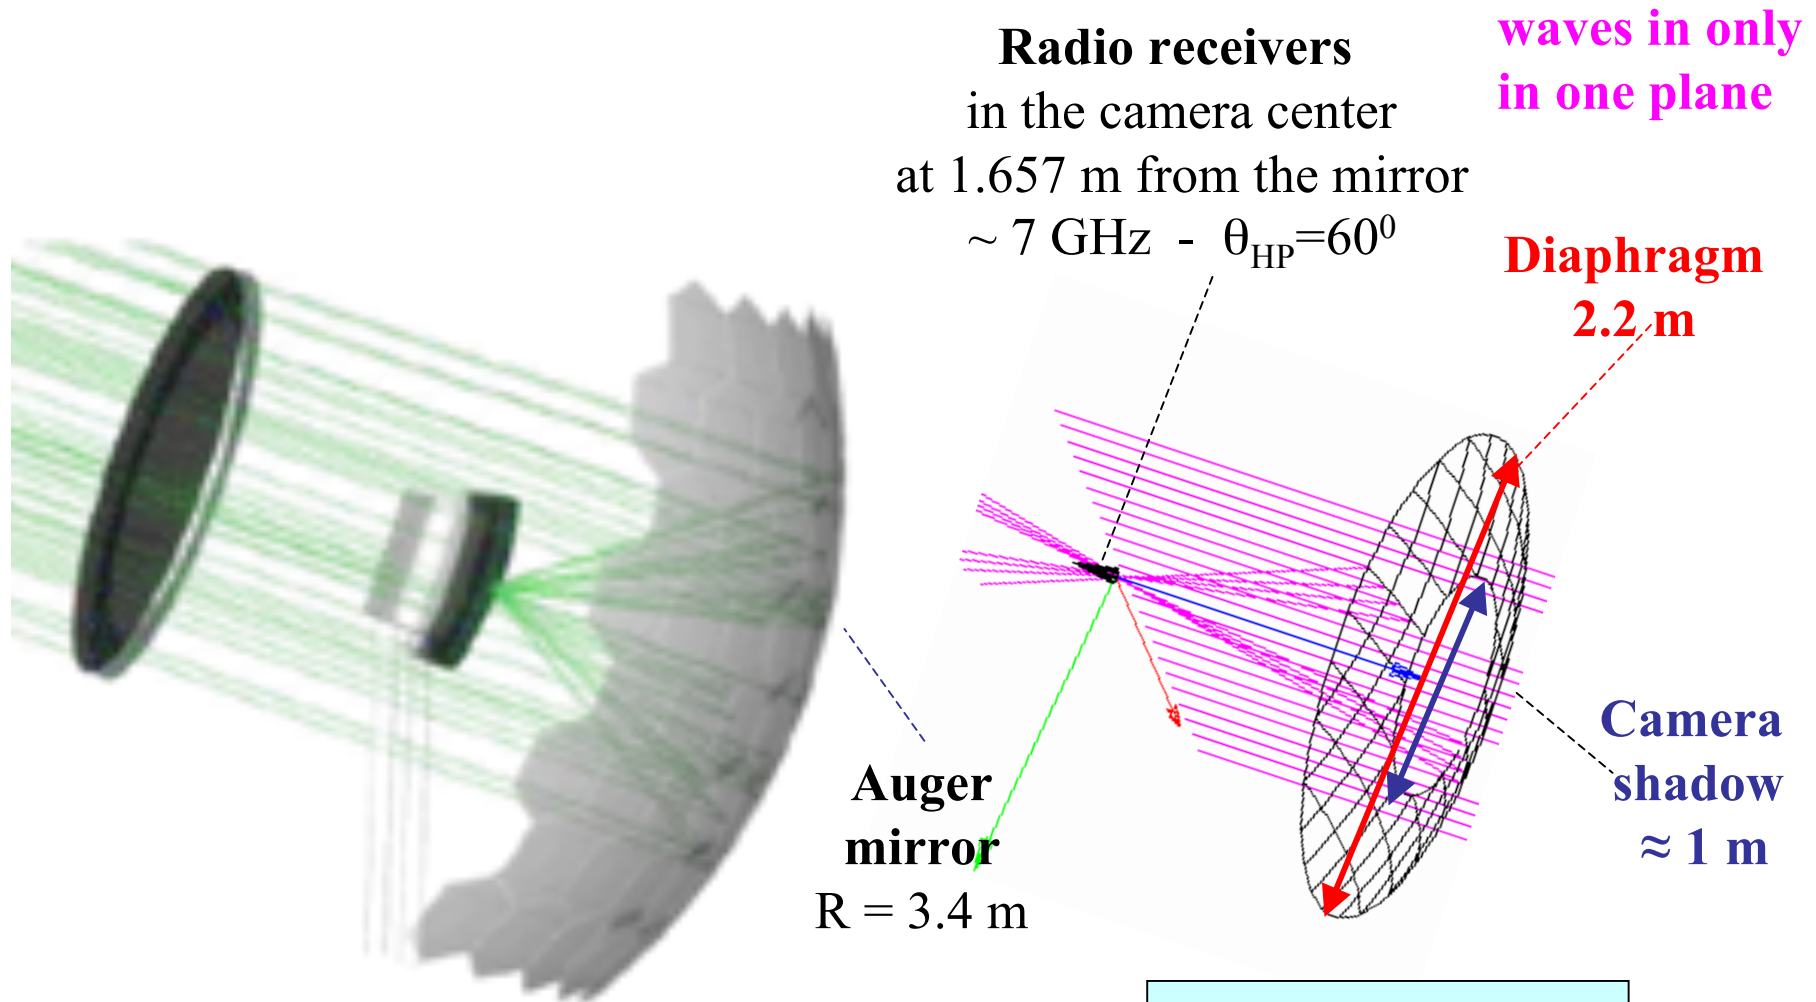 waves in only
in one plane
Radio receivers
in the camera center
at 1.657 m from the mirror
~ 7 GHz - θHP=60⁰
Diaphragm
2.2 m
Camera
shadow
≈ 1 m
Auger
mirror
R = 3.4 m